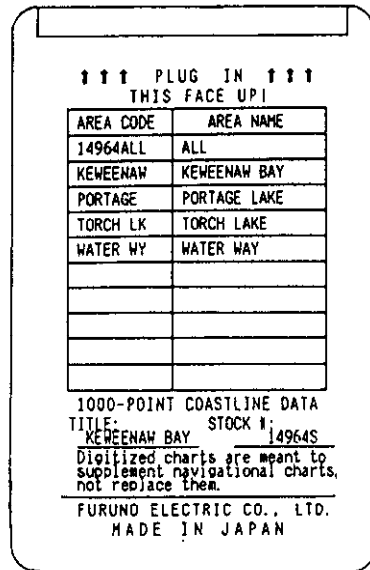 ↑ ↑ ↑ PLUG IN ↑ ↑ ↑
THIS FACE UP!
AREA CODE AREA NAME
14964ALL ALL
KEWEENAW KEWEENAW BAY
PORTAGE PORTAGE LAKE
TORCH LK TORCH LAKE
WATER WY WATER WAY
1000-POINT COASTLINE DATA
TITLE: STOCK #:
KEWEENAW BAY 14964S
Digitized charts are meant to
supplement navigational charts,
not replace them.
FURUNO ELECTRIC CO., LTD.
MADE IN JAPAN